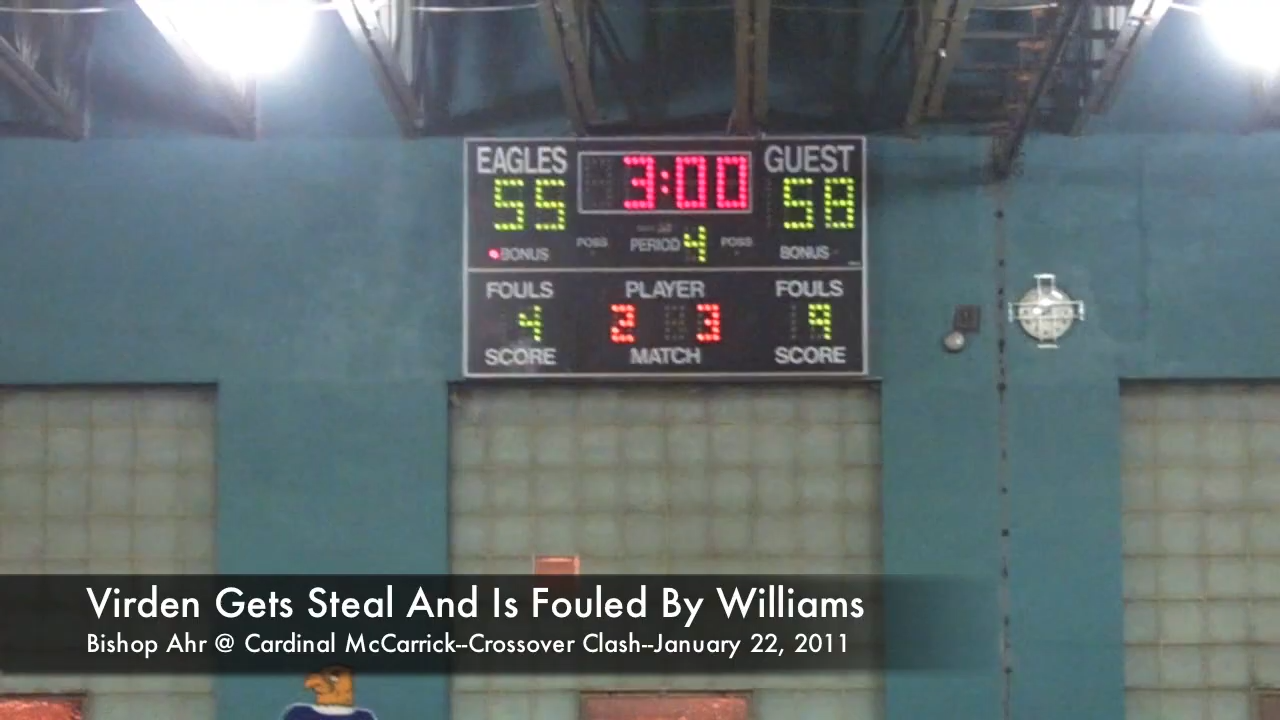 EAGLES 3:00 GUEST
55 58
BONUS POSS PERIOD 4 POSS BONUS
FOULS PLAYER FOULS
4 2 3 9
SCORE MATCH SCORE
Virden Gets Steal And Is Fouled By Williams
Bishop Ahr @ Cardinal McCarrick--Crossover Clash--January 22, 2011